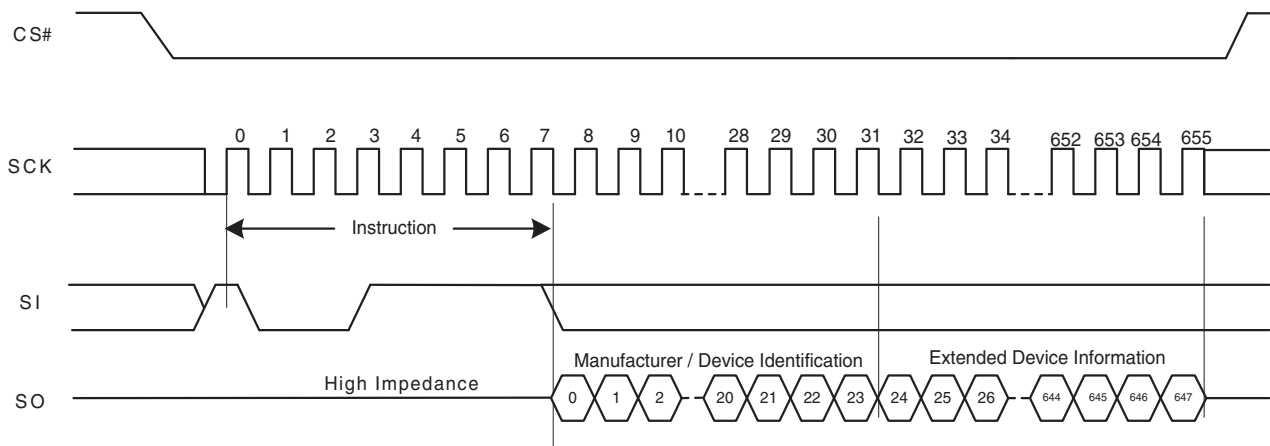 CS#
0 1 2 3 4 5 6 7 8 9 10 28 29 30 31 32 33 34 652 653 654 655
SCK
Instruction
SI
Manufacturer / Device Identification Extended Device Information
High Impedance
SO 0 1 2 20 21 22 23 24 25 26 644 645 646 647